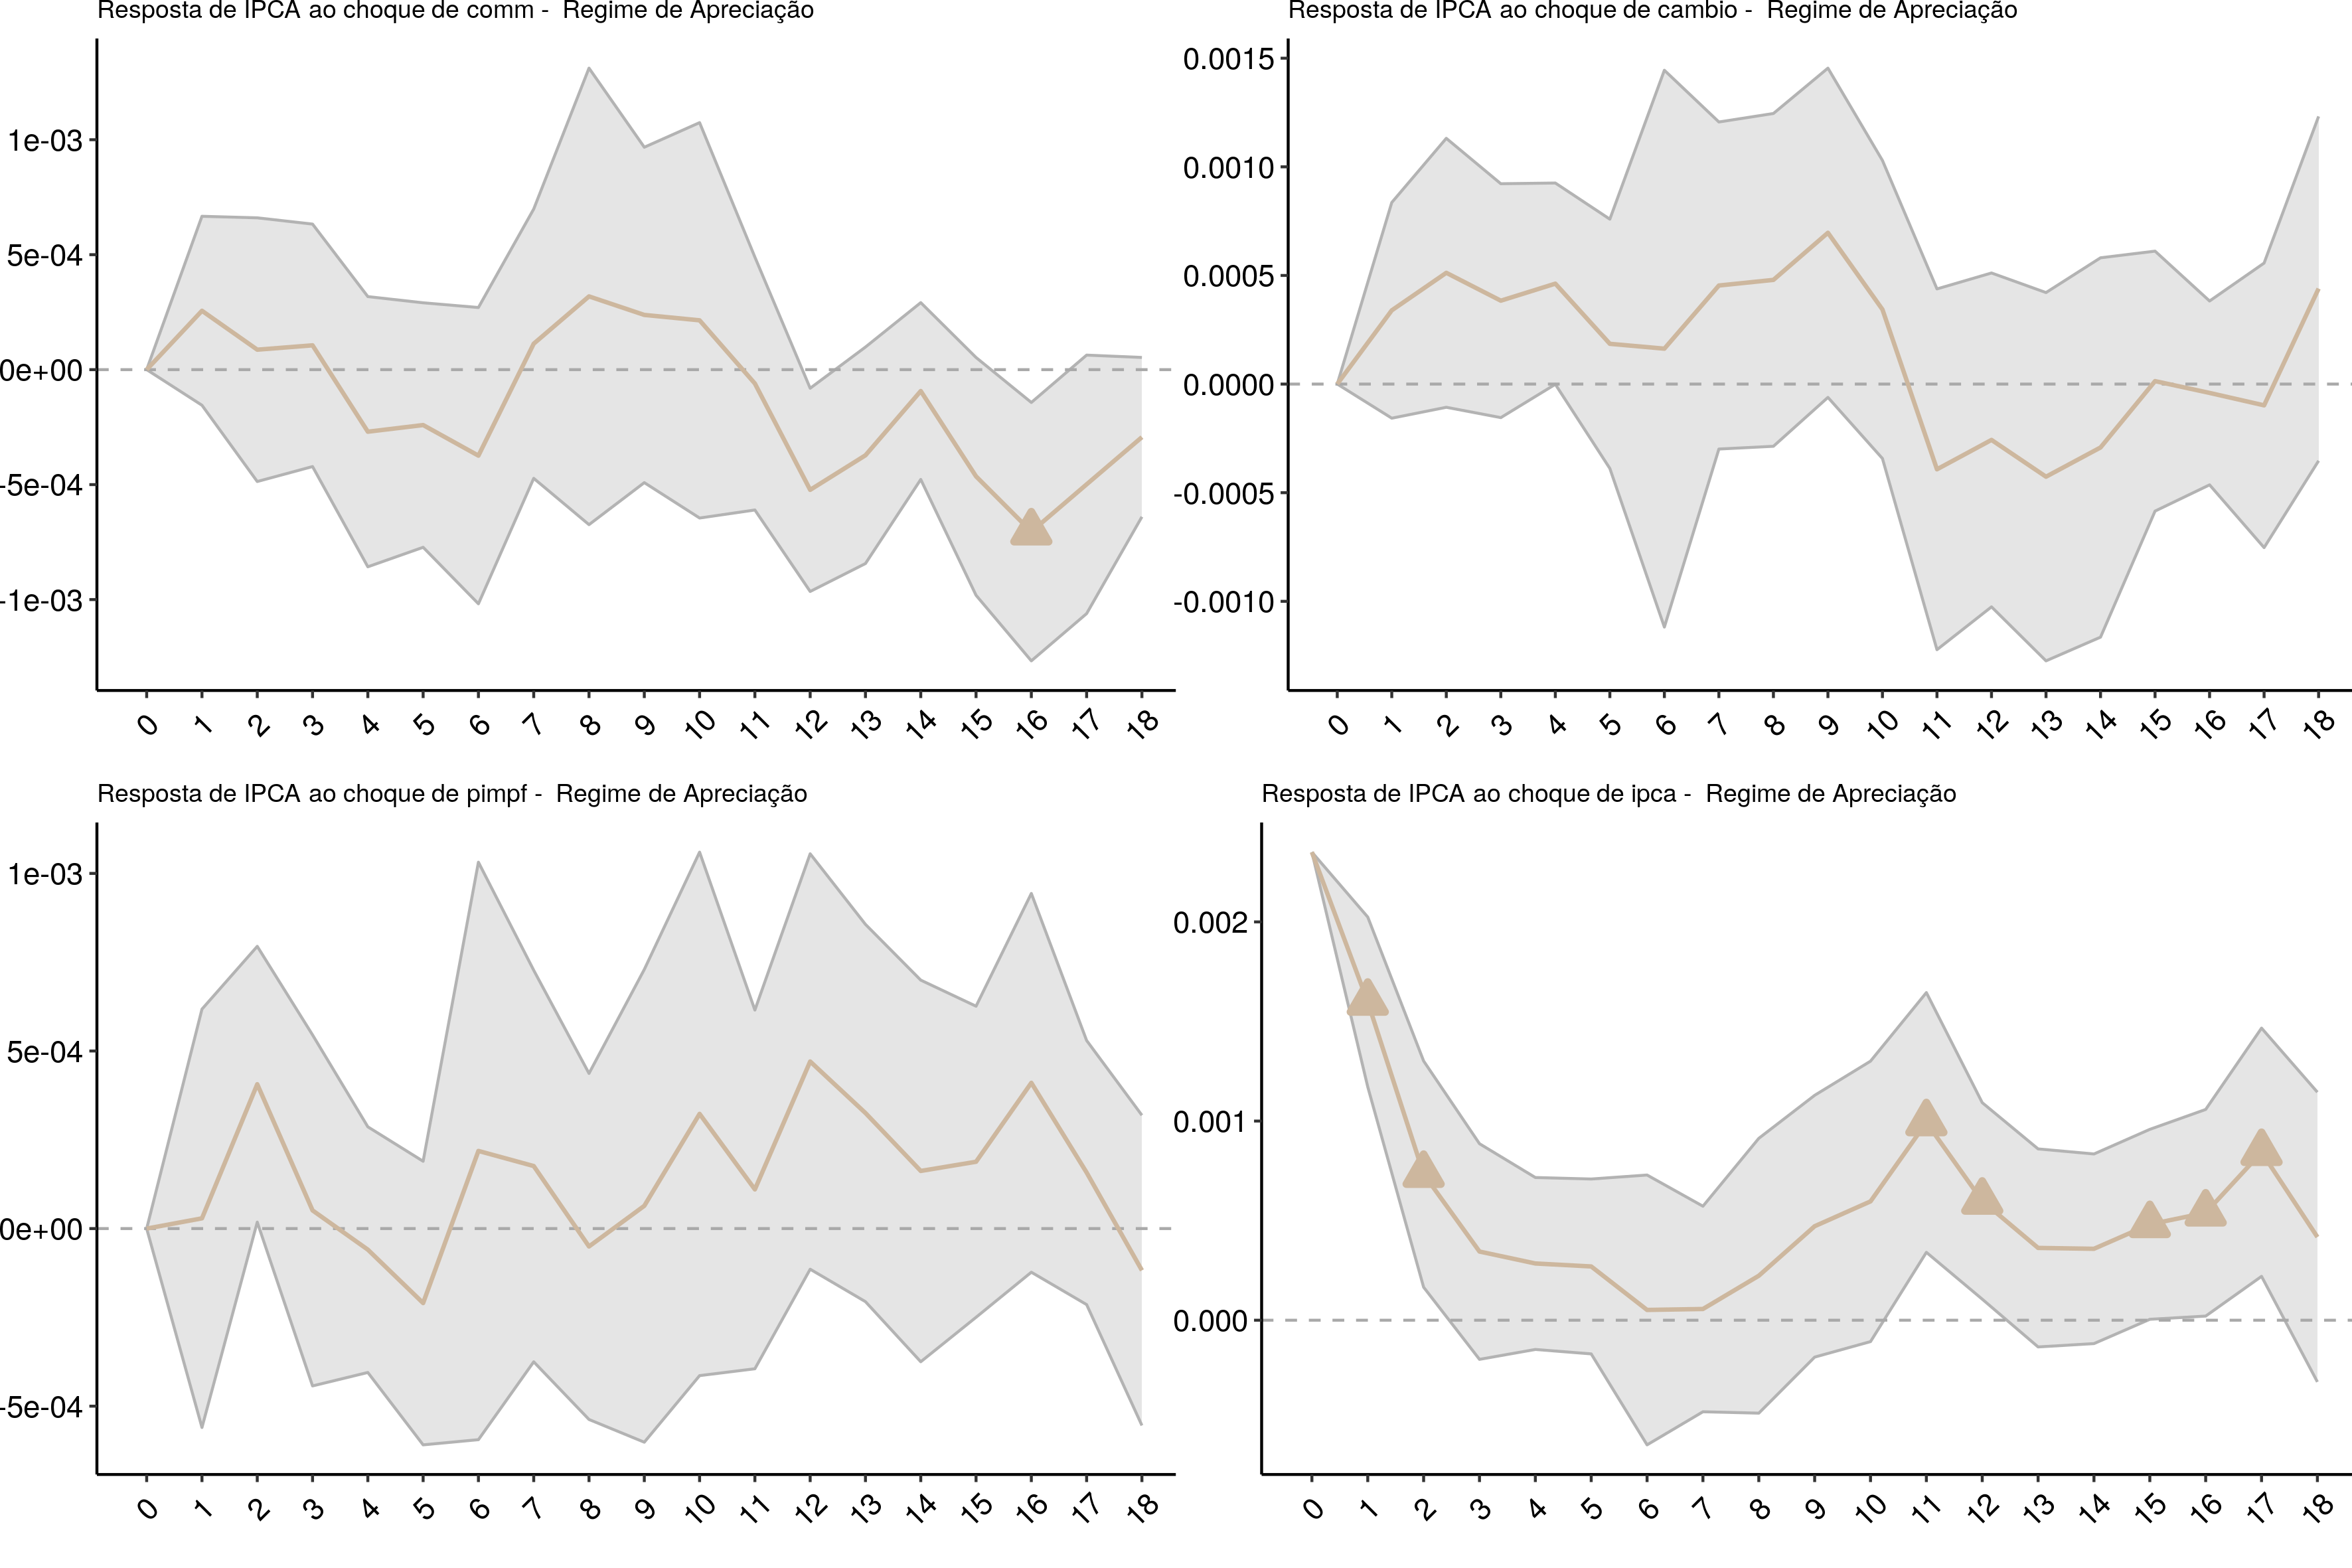 Resposta de IPCA ao choque de comm -  Regime de Apreciação
1e-03
5e-04
0e+00
-5e-04
-1e-03
0 1 2 3 4 5 6 7 8 9 10 11 12 13 14 15 16 17 18
Resposta de IPCA ao choque de cambio -  Regime de Apreciação
0.0015
0.0010
0.0005
0.0000
-0.0005
-0.0010
0 1 2 3 4 5 6 7 8 9 10 11 12 13 14 15 16 17 18
Resposta de IPCA ao choque de pimpf -  Regime de Apreciação
1e-03
5e-04
0e+00
-5e-04
0 1 2 3 4 5 6 7 8 9 10 11 12 13 14 15 16 17 18
Resposta de IPCA ao choque de ipca -  Regime de Apreciação
0.002
0.001
0.000
0 1 2 3 4 5 6 7 8 9 10 11 12 13 14 15 16 17 18